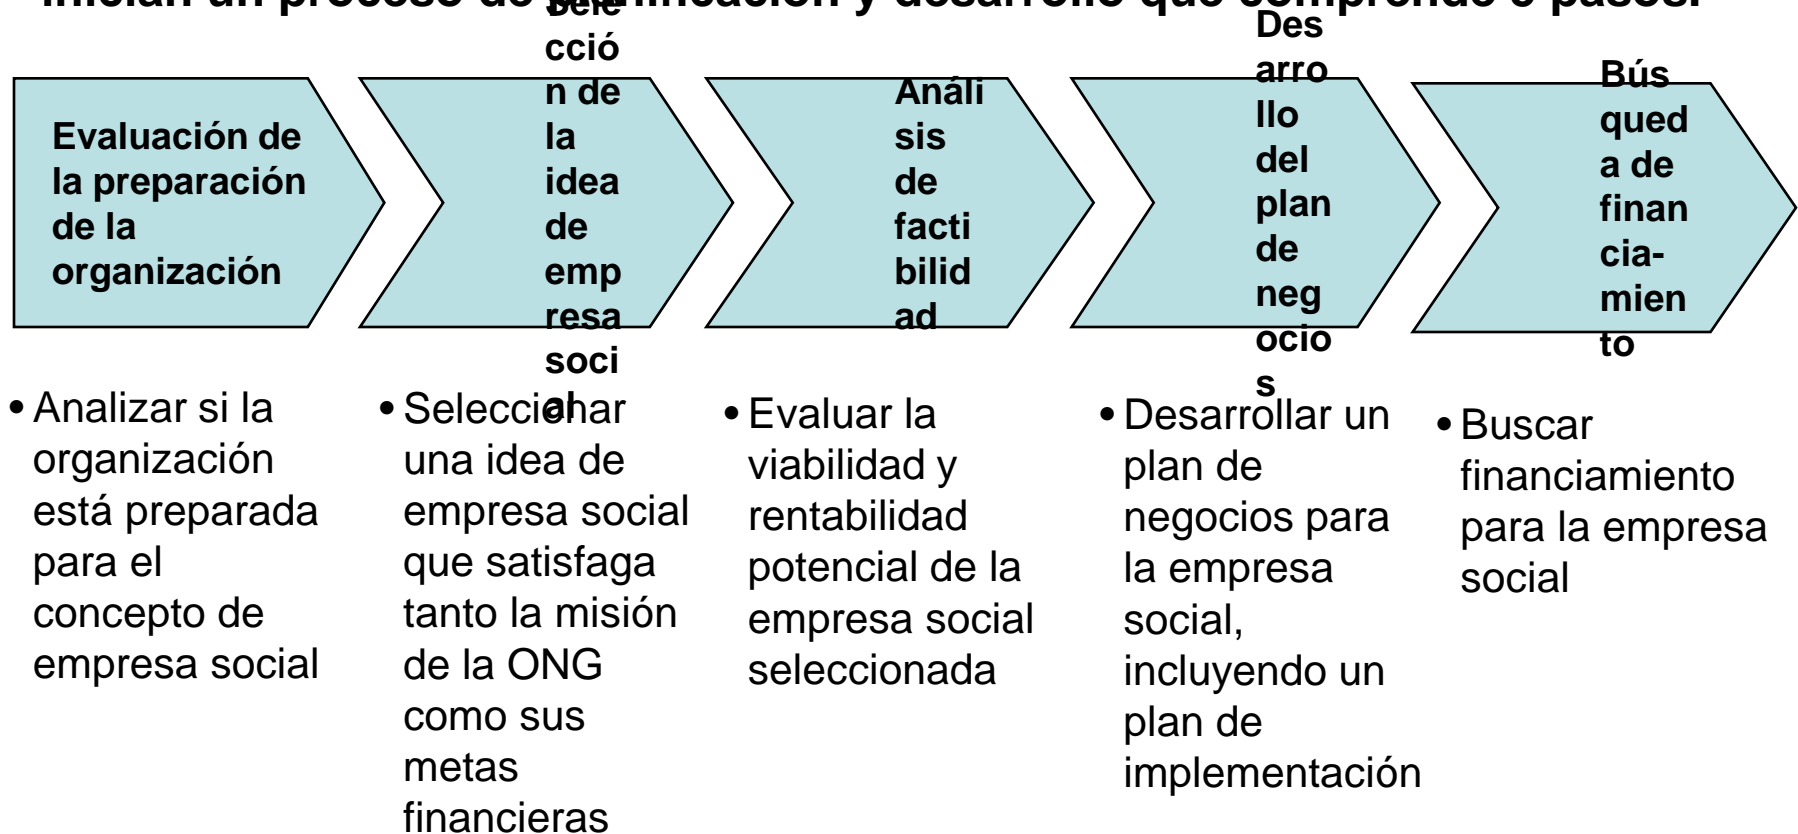 inician un proceso de planificación y desarrollo que comprende 5 pasos:
Evaluación de
la preparación
de la
organización
Sele
cció
n de
la
idea
de
emp
resa
soci
al
Análi
sis
de
facti
bilid
ad
Des
arro
llo
del
plan
de
neg
ocio
s
Bús
qued
a de
finan
cia-
mien
to
• Analizar si la
organización
está preparada
para el
concepto de
empresa social
• Seleccionar
una idea de
empresa social
que satisfaga
tanto la misión
de la ONG
como sus
metas
financieras
• Evaluar la
viabilidad y
rentabilidad
potencial de la
empresa social
seleccionada
• Desarrollar un
plan de
negocios para
la empresa
social,
incluyendo un
plan de
implementación
• Buscar
financiamiento
para la empresa
social